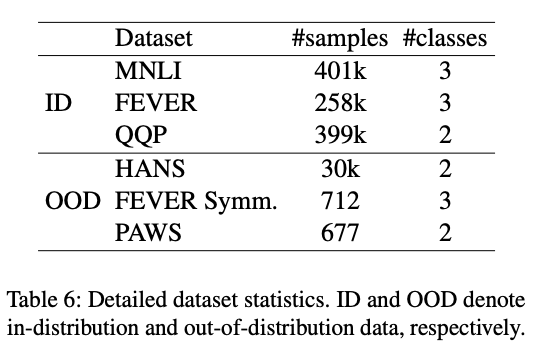 Dataset #samples #classes
MNLI 401k 3
ID FEVER 258k 3
QQP 399k 2
HANS 30k 2
OOD FEVER Symm. 712 3
PAWS 677 2
Table 6: Detailed dataset statistics. ID and OOD denote
in-distribution and out-of-distribution data, respectively.